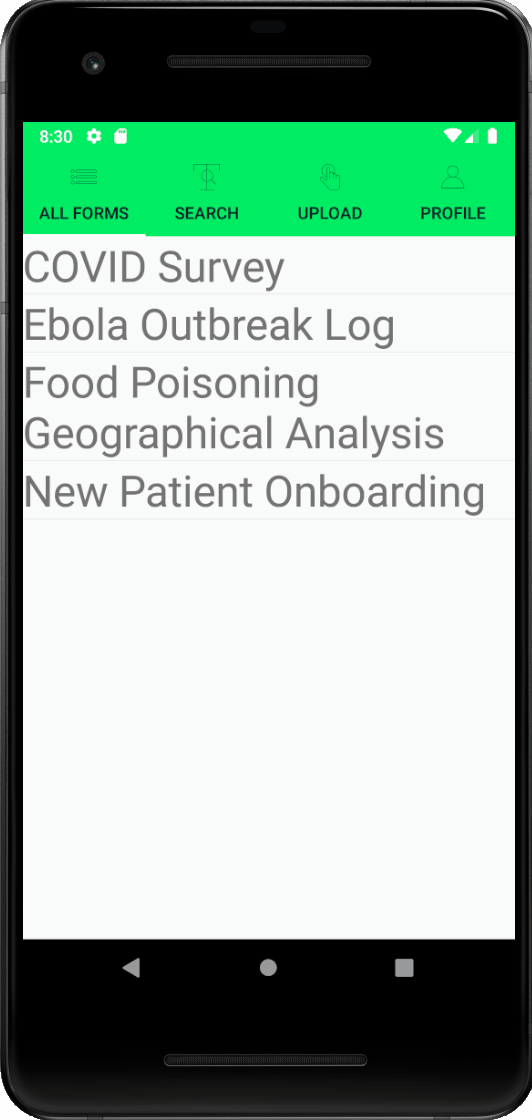 8:30
ALL FORMS SEARCH UPLOAD PROFILE
COVID Survey
Ebola Outbreak Log
Food Poisoning
Geographical Analysis
New Patient Onboarding